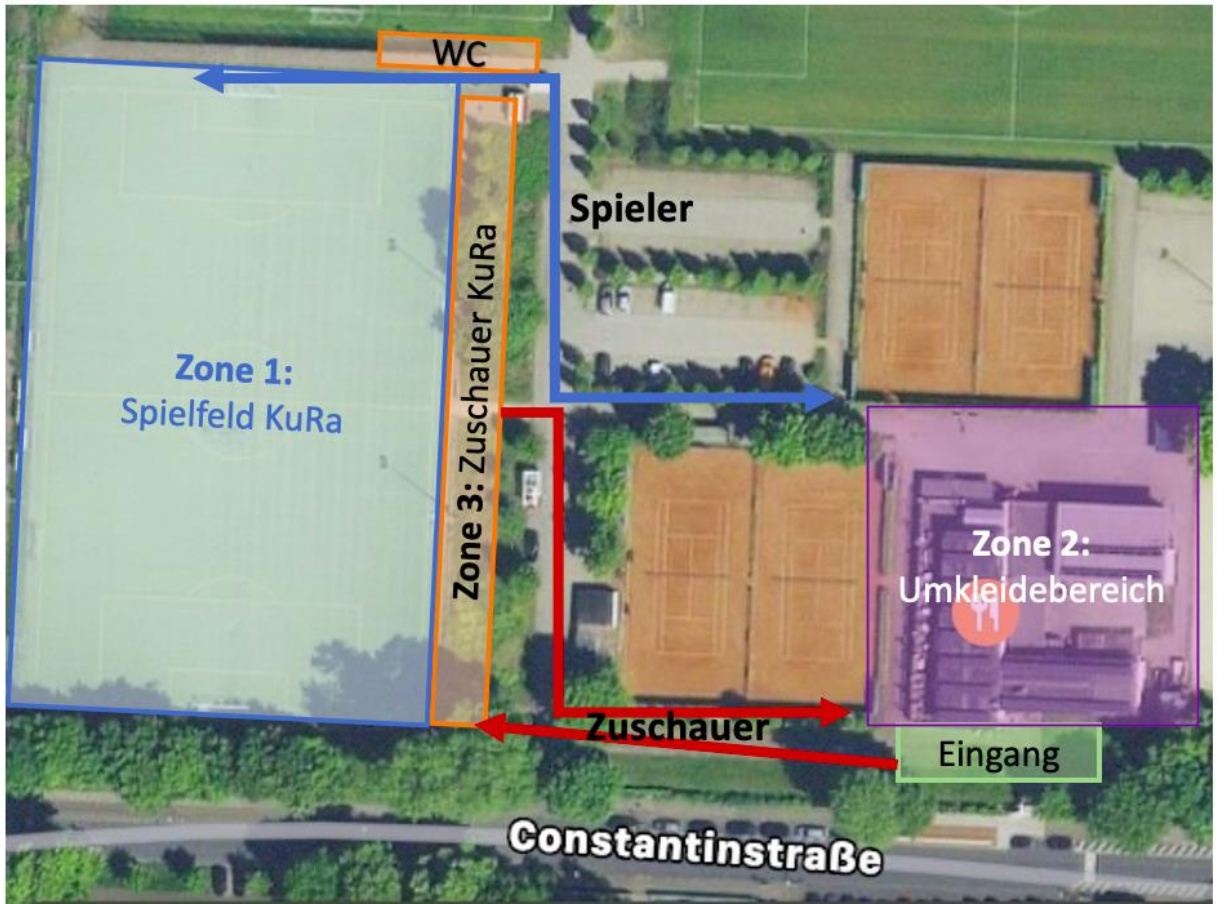 WC
Spieler
Zone 1:
Spielfeld KuRa
Zone 3: Zuschauer KuRa
Zone 2:
Umkleidebereich
Zuschauer
Eingang
Constantinstraße